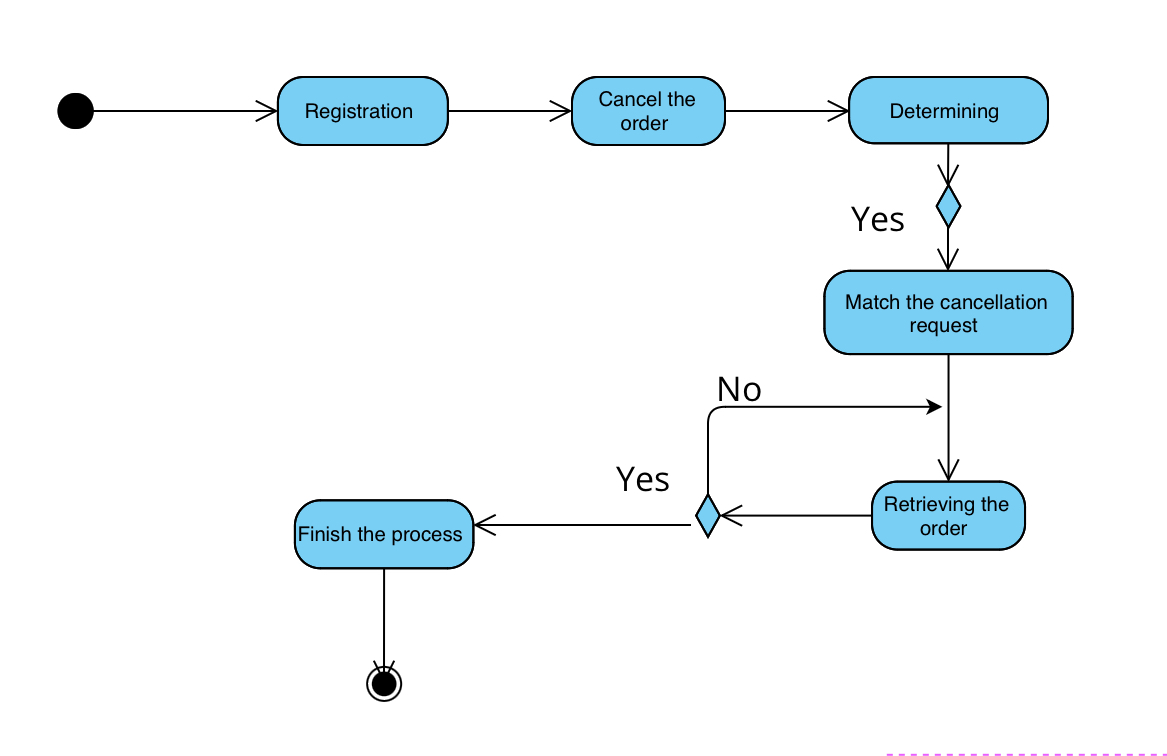 Registration
Cancel the
order
Determining
Yes
Match the cancellation
request
No
Yes
Retrieving the
order
Finish the process